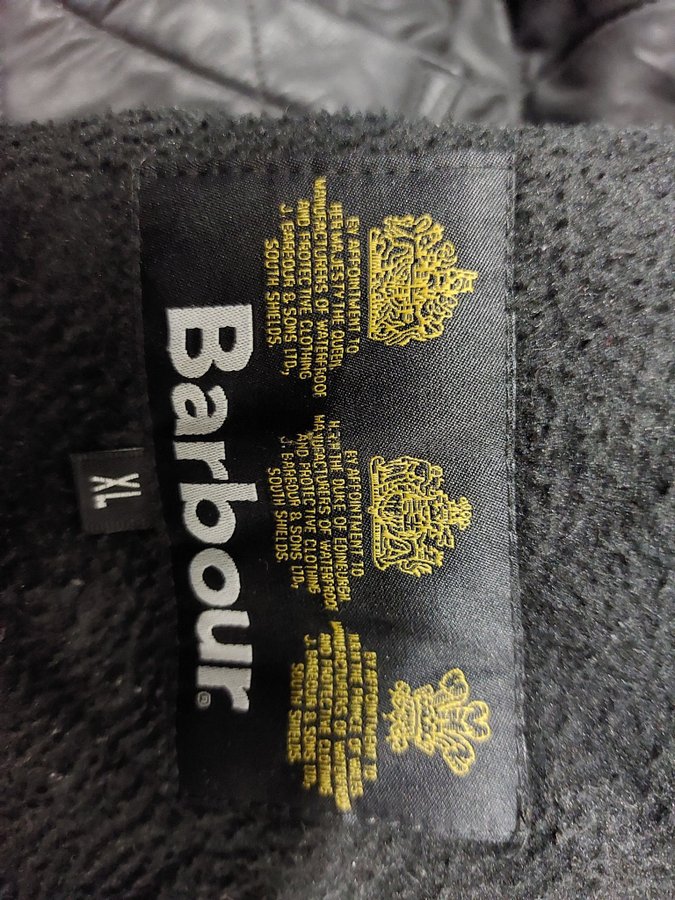 BY APPOINTMENT TO
HER MAJESTY THE QUEEN
MANUFACTURERS OF WATERPROOF
AND PROTECTIVE CLOTHING
J. BARBOUR & SONS LTD,
SOUTH SHIELDS
BY APPOINTMENT TO
HRH THE DUKE OF EDINBURGH
MANUFACTURERS OF WATERPROOF
AND PROTECTIVE CLOTHING
J. BARBOUR & SONS LTD,
SOUTH SHIELDS
BY APPOINTMENT TO
HRH THE PRINCE OF WALES
MANUFACTURERS OF WATERPROOF
AND PROTECTIVE CLOTHING
J. BARBOUR & SONS LTD,
SOUTH SHIELDS
Barbour®
XL